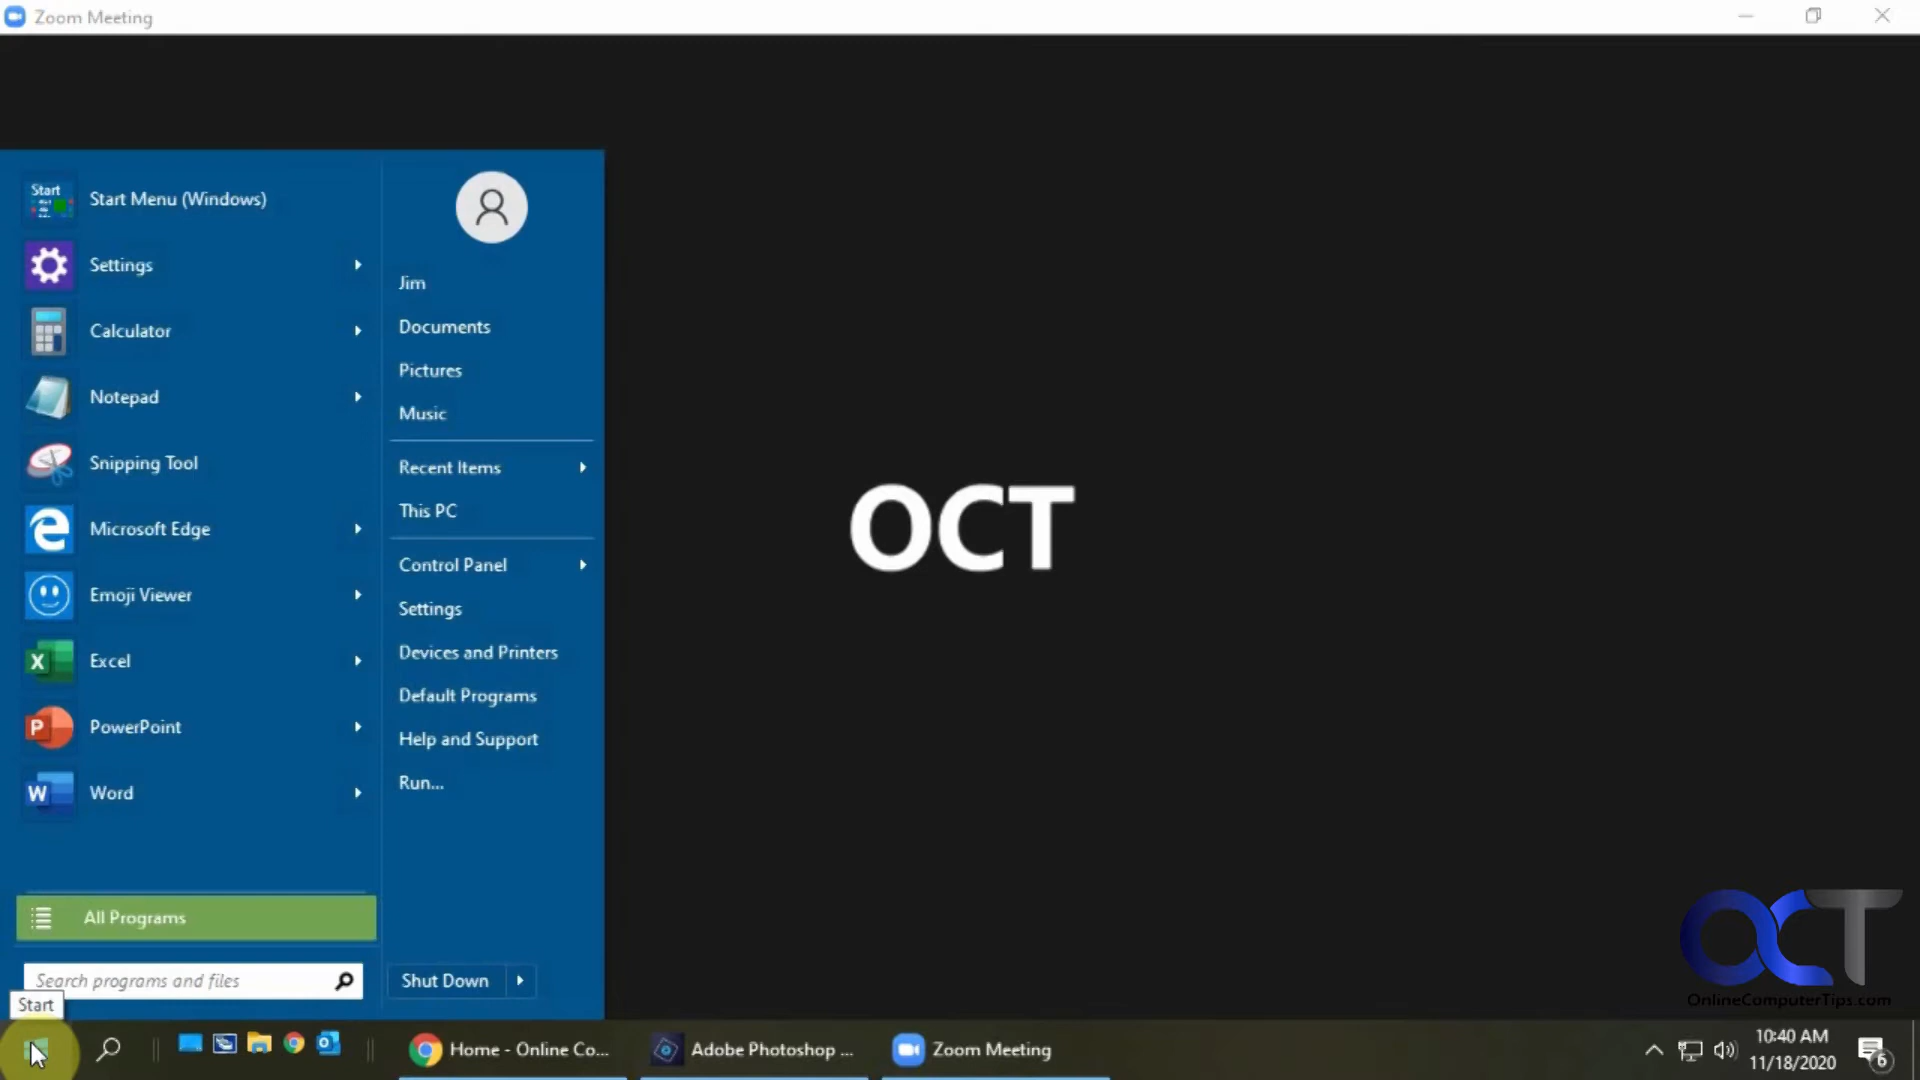 Zoom Meeting
Start
Start Menu (Windows)
Settings
Calculator
Notepad
Snipping Tool
Microsoft Edge
Emoji Viewer
X
Excel
P
PowerPoint
W
Word
All Programs
Search programs and files
Jim
Documents
Pictures
Music
Recent Items
This PC
Control Panel
Settings
Devices and Printers
Default Programs
Help and Support
Run...
Shut Down
OCT
OCT
OnlineComputerTips.com
Start
Home - Online Co...
Adobe Photoshop ...
Zoom Meeting
10:40 AM
11/18/2020
6